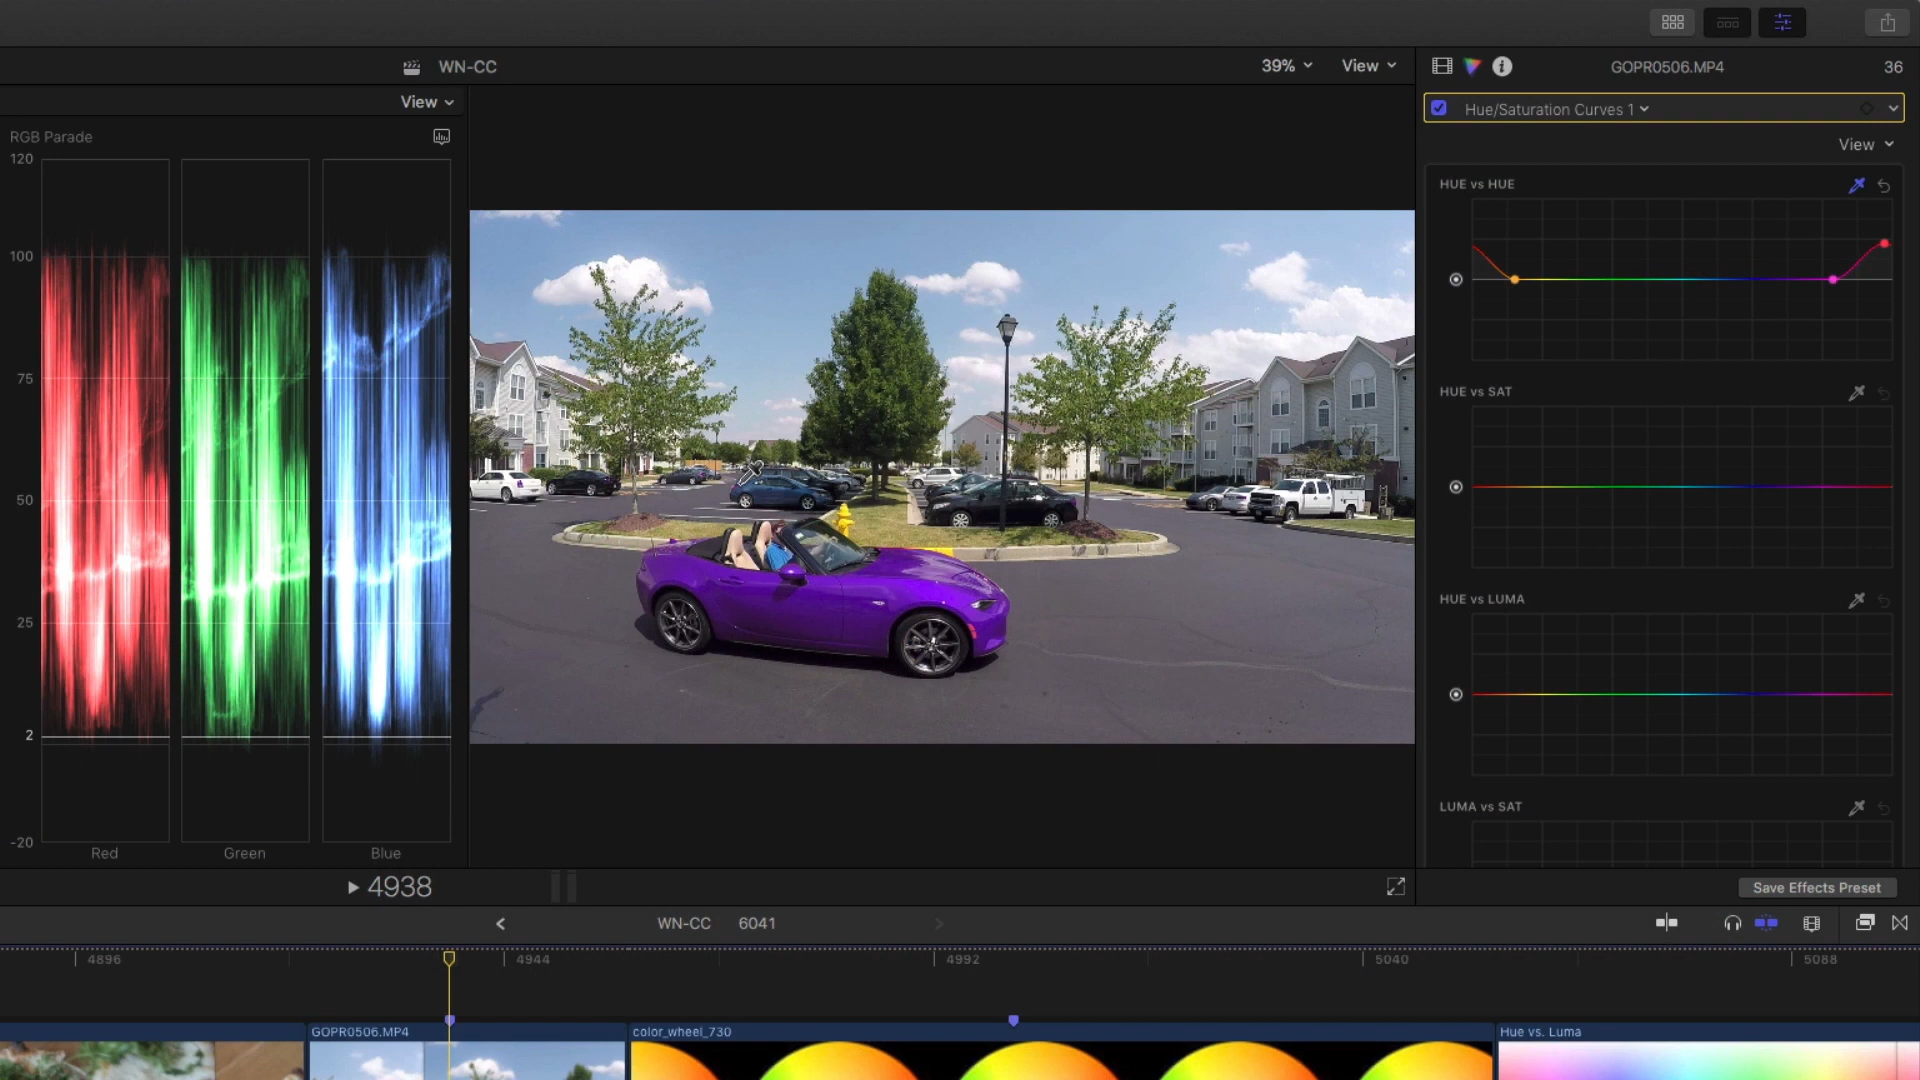 WN-CC
39%
View
GOPR0506.MP4
36
View
Hue/Saturation Curves 1
View
RGB Parade
120
100
75
50
25
2
-20
Red
Green
Blue
HUE vs HUE
HUE vs SAT
HUE vs LUMA
LUMA vs SAT
4938
Save Effects Preset
WN-CC
6041
4896
4944
4992
5040
5088
GOPR0506.MP4
color_wheel_730
Hue vs. Luma